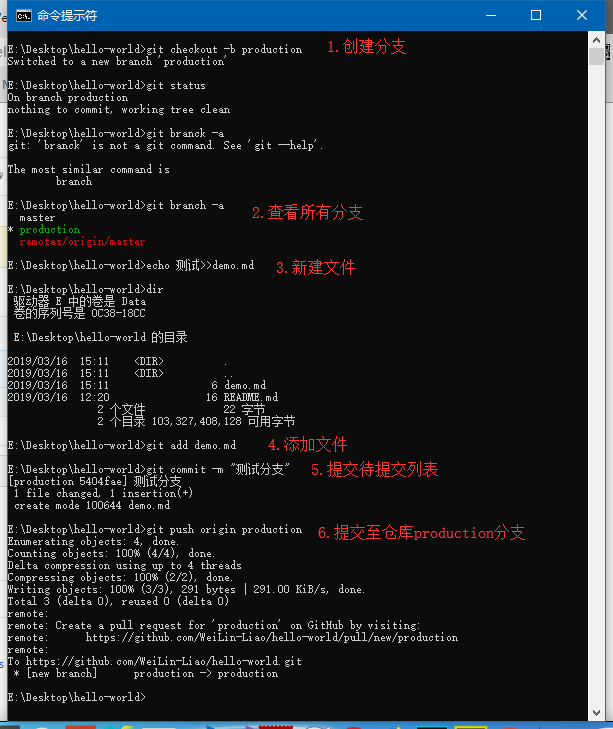 命令提示符
E:\Desktop\hello-world>git checkout -b production 1.创建分支
Switched to a new branch 'production'
E:\Desktop\hello-world>git status
On branch production
nothing to commit, working tree clean
E:\Desktop\hello-world>git branck -a
git: 'branck' is not a git command. See 'git --help'.
The most similar command is
branch
E:\Desktop\hello-world>git branch -a 2.查看所有分支
master
* production
remotes/origin/master
E:\Desktop\hello-world>echo 测试>>demo.md 3.新建文件
E:\Desktop\hello-world>dir
驱动器 E 中的卷是 Data
卷的序列号是 0C38-18CC
E:\Desktop\hello-world 的目录
2019/03/16 15:11 <DIR> .
2019/03/16 15:11 <DIR> ..
2019/03/16 15:11 6 demo.md
2019/03/16 12:20 16 README.md
2 个文件 22 字节
2 个目录 103,327,408,128 可用字节
E:\Desktop\hello-world>git add demo.md 4.添加文件
E:\Desktop\hello-world>git commit -m "测试分支" 5.提交待提交列表
[production 5404fae] 测试分支
1 file changed, 1 insertion(+)
create mode 100644 demo.md
E:\Desktop\hello-world>git push origin production 6.提交至仓库production分支
Enumerating objects: 4, done.
Counting objects: 100% (4/4), done.
Delta compression using up to 4 threads
Compressing objects: 100% (2/2), done.
Writing objects: 100% (3/3), 291 bytes | 291.00 KiB/s, done.
Total 3 (delta 0), reused 0 (delta 0)
remote:
remote: Create a pull request for 'production' on GitHub by visiting:
remote: https://github.com/WeiLin-Liao/hello-world/pull/new/production
remote:
To https://github.com/WeiLin-Liao/hello-world.git
* [new branch] production -> production
E:\Desktop\hello-world>